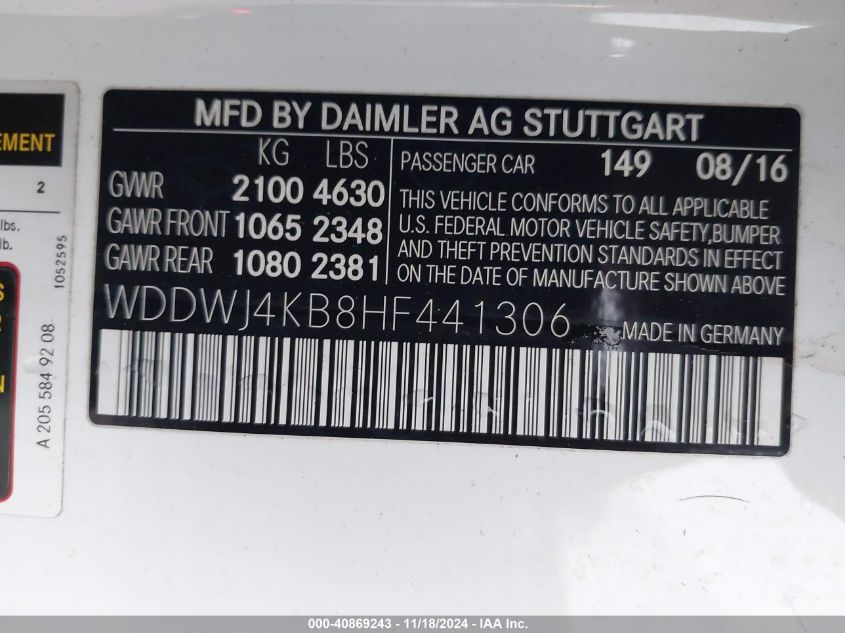 EMENT
2
lbs.
lb.
1052595
A 205 584 92 08
S
R
N
MFD BY DAIMLER AG STUTTGART
KG LBS
GVWR 2100 4630
GAWR FRONT 1065 2348
GAWR REAR 1080 2381
PASSENGER CAR 149 08/16
THIS VEHICLE CONFORMS TO ALL APPLICABLE
U.S. FEDERAL MOTOR VEHICLE SAFETY,BUMPER
AND THEFT PREVENTION STANDARDS IN EFFECT
ON THE DATE OF MANUFACTURE SHOWN ABOVE
WDDWJ4KB8HF441306
MADE IN GERMANY
000-40869243 - 11/18/2024 - IAA Inc.